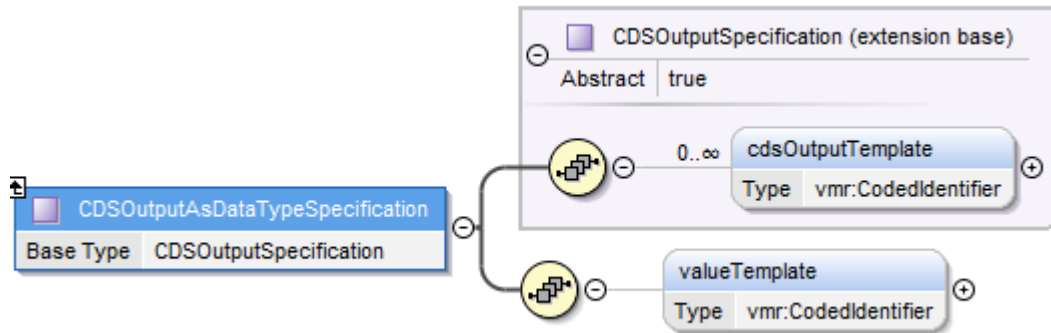 CDSOutputSpecification (extension base)
Abstract true
0..∞
cdsOutputTemplate
Type vmr:CodedIdentifier
CDSOutputAsDataTypeSpecification
Base Type CDSOutputSpecification
valueTemplate
Type vmr:CodedIdentifier